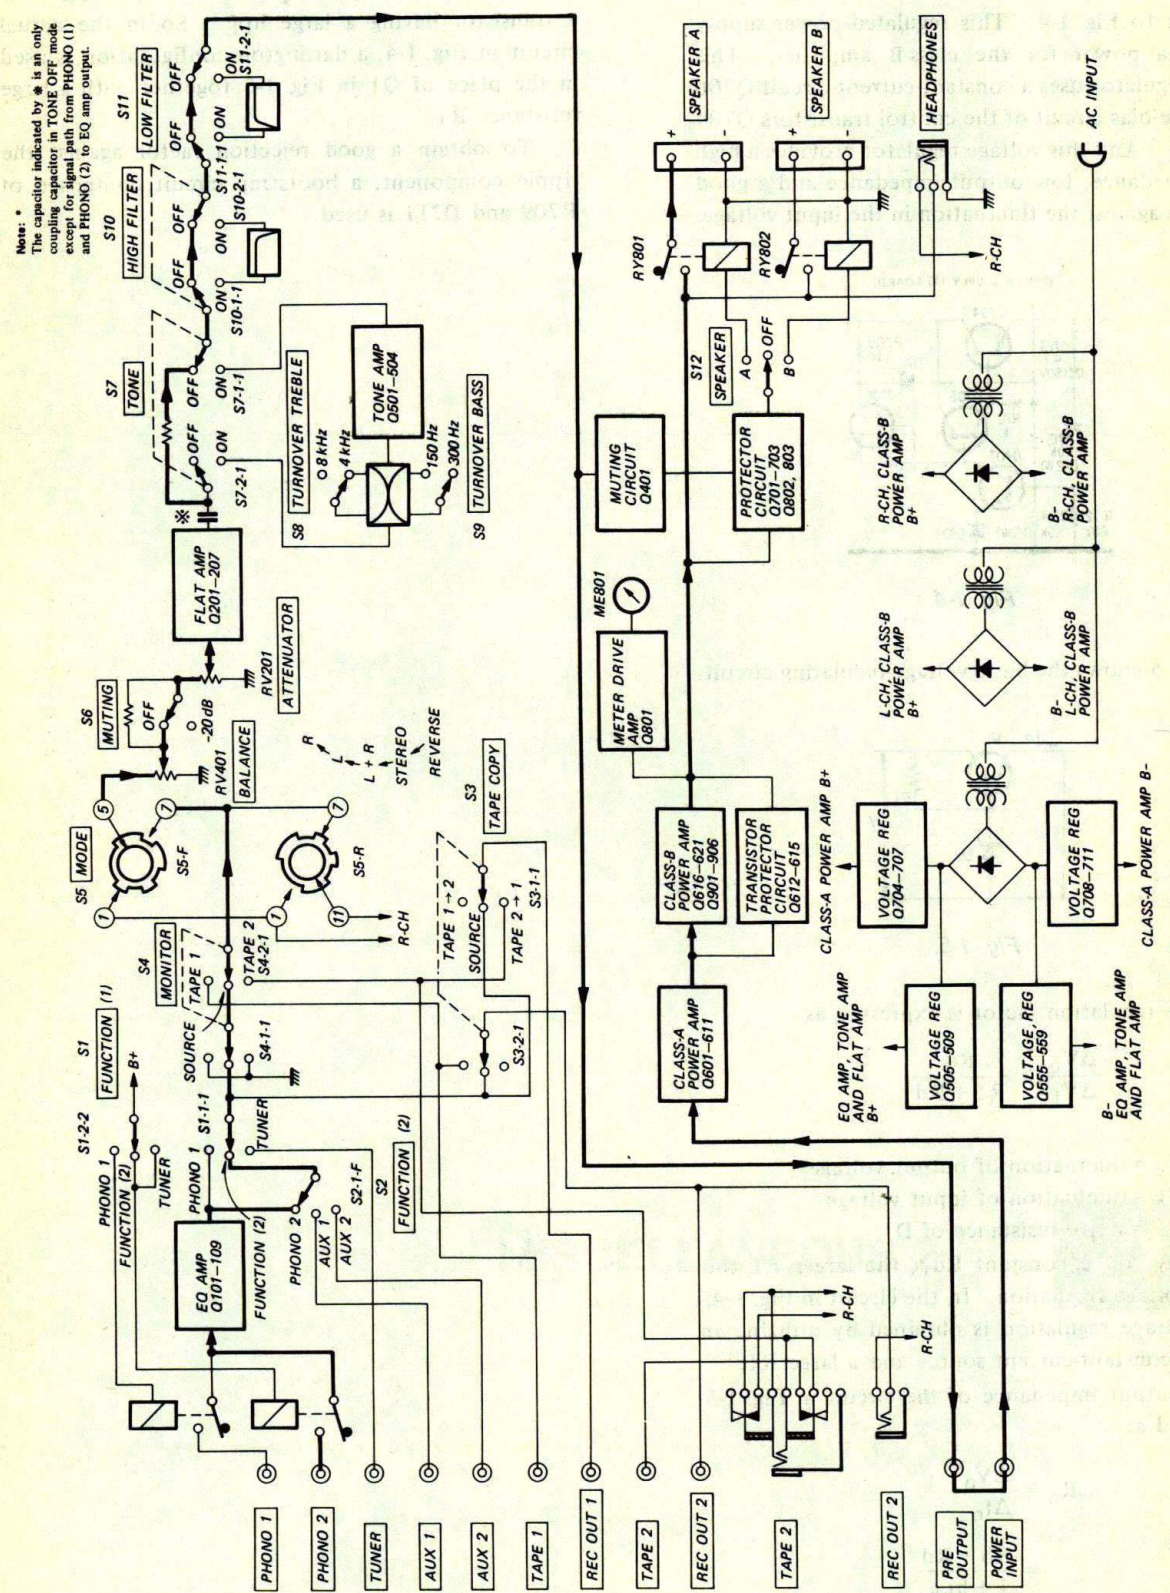 Note: *
The capacitor indicated by ※ is an only
coupling capacitor in TONE OFF mode
except for signal path from PHONO (1)
and PHONO (2) to EQ amp output.
PHONO 1
PHONO 2
TUNER
AUX 1
AUX 2
TAPE 1
REC OUT 1
TAPE 2
REC OUT 2
TAPE 2
REC OUT 2
PRE
OUTPUT
POWER
INPUT
EQ AMP
Q101-109
S1-2-2
PHONO 1
FUNCTION (2)
TUNER
B+
S1
FUNCTION (1)
PHONO 1
S1-1-1
TUNER
FUNCTION (2)
PHONO 2
AUX 1
AUX 2
S2-1-F
S2
FUNCTION (2)
S4
MONITOR
SOURCE
TAPE 1
TAPE 2
S4-1-1
S4-2-1
S5
MODE
1
5
7
S5-F
1
7
11
S5-R
R-CH
RV401
BALANCE
R
L
L + R
STEREO
REVERSE
S3
TAPE COPY
TAPE 1→2
SOURCE
TAPE 2→1
S3-1-1
S3-2-1
S6
MUTING
OFF
-20 dB
RV201
ATTENUATOR
FLAT AMP
Q201-207
※
S7
TONE
OFF
OFF
ON
ON
S7-2-1
S7-1-1
S8
TURNOVER TREBLE
8 kHz
4 kHz
TONE AMP
Q501-504
150 Hz
300 Hz
S9
TURNOVER BASS
S10
HIGH FILTER
OFF
OFF
ON
ON
S10-1-1
S10-2-1
S11
LOW FILTER
OFF
OFF
ON
ON
S11-1-1
S11-2-1
CLASS-A
POWER AMP
Q601-611
CLASS-B
POWER AMP
Q616-621
Q901-906
TRANSISTOR
PROTECTOR
CIRCUIT
Q612-615
METER DRIVE
AMP
Q801
ME801
MUTING
CIRCUIT
Q401
PROTECTOR
CIRCUIT
Q701-703
Q802, 803
S12
SPEAKER
A
OFF
B
RY801
RY802
SPEAKER A
SPEAKER B
+
-
+
-
HEADPHONES
R-CH
AC INPUT
R-CH
R-CH
EQ AMP, TONE AMP
AND FLAT AMP
B+
VOLTAGE REG
Q505-509
VOLTAGE REG
Q555-559
B-
EQ AMP, TONE AMP
AND FLAT AMP
CLASS-A POWER AMP B+
VOLTAGE REG
Q704-707
VOLTAGE REG
Q708-711
CLASS-A POWER AMP B-
L-CH, CLASS-B
POWER AMP
B+
B-
L-CH, CLASS-B
POWER AMP
R-CH, CLASS-B
POWER AMP
B+
B-
R-CH, CLASS-B
POWER AMP